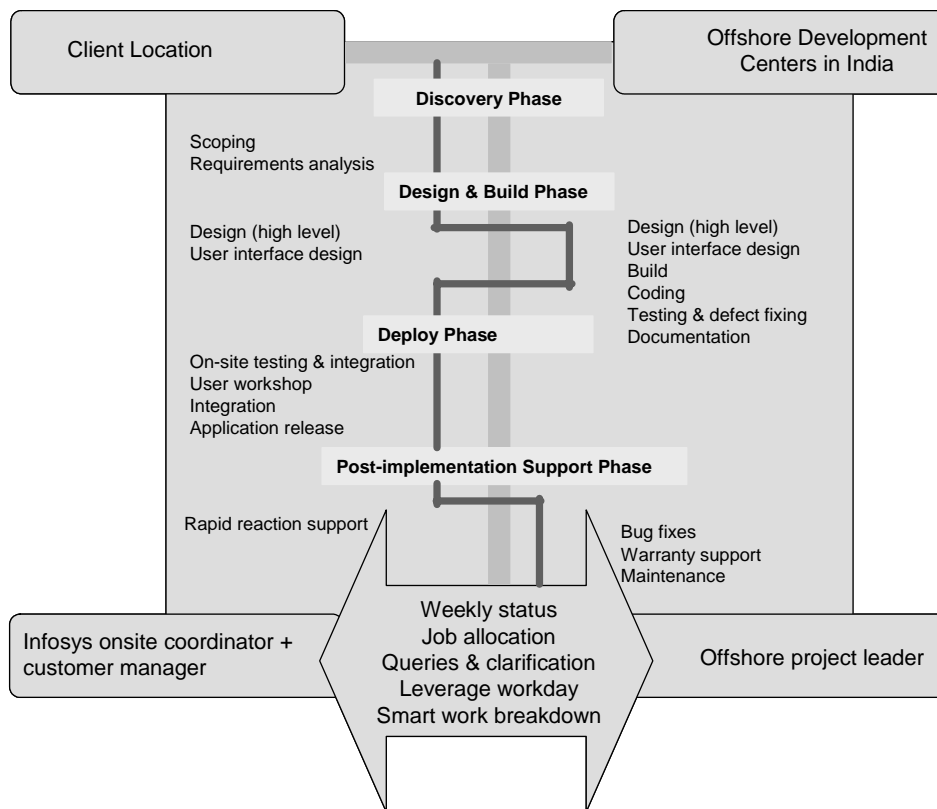 Client Location
Offshore Development
Centers in India
Discovery Phase
Scoping
Requirements analysis
Design & Build Phase
Design (high level)
User interface design
Design (high level)
User interface design
Build
Coding
Testing & defect fixing
Documentation
Deploy Phase
On-site testing & integration
User workshop
Integration
Application release
Post-implementation Support Phase
Rapid reaction support
Bug fixes
Warranty support
Maintenance
Infosys onsite coordinator +
customer manager
Weekly status
Job allocation
Queries & clarification
Leverage workday
Smart work breakdown
Offshore project leader